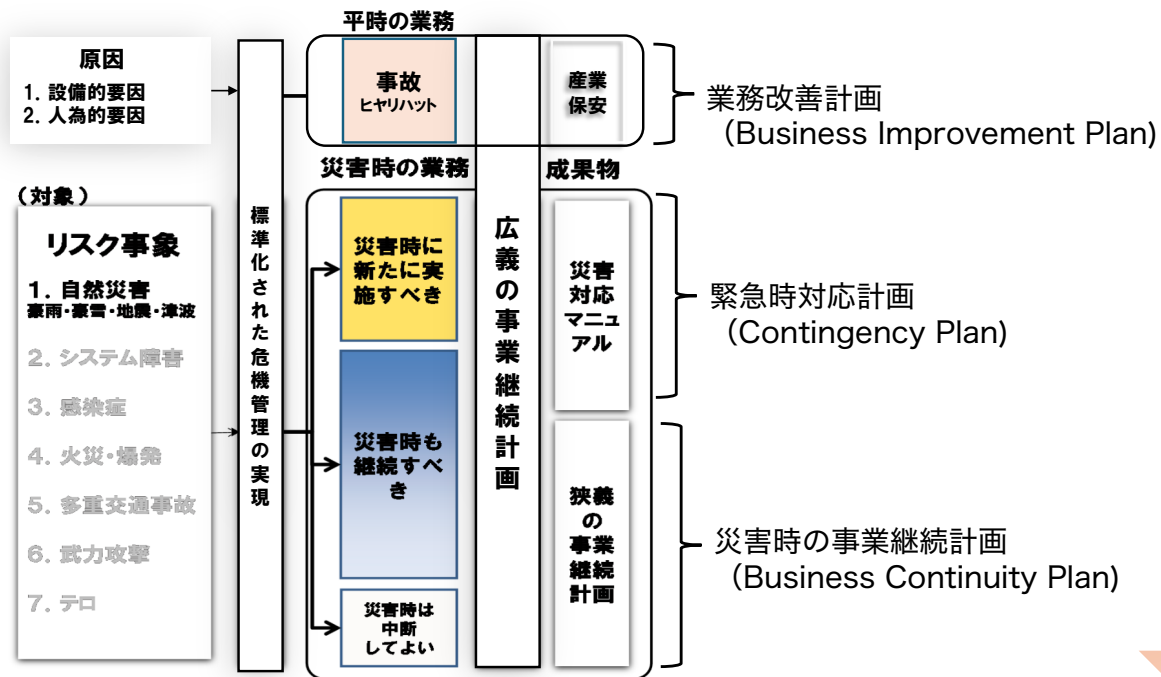 平時の業務
原因
1. 設備的要因
2. 人為的要因
事故
ヒヤリハット
産業
保安
業務改善計画
（Business Improvement Plan）
災害時の業務
成果物
（対象）
リスク事象
1. 自然災害
豪雨・豪雪・地震・津波
2. システム障害
3. 感染症
4. 火災・爆発
5. 多重交通事故
6. 武力攻撃
7. テロ
標準化された危機管理の実現
災害時に
新たに実
施すべき
災害時も
継続すべ
き
災害時は
中断
してよい
広義の事業継続計画
災害
対応
マニュ
アル
狭義
の
事業
継続
計画
緊急時対応計画
（Contingency Plan）
災害時の事業継続計画
（Business Continuity Plan）